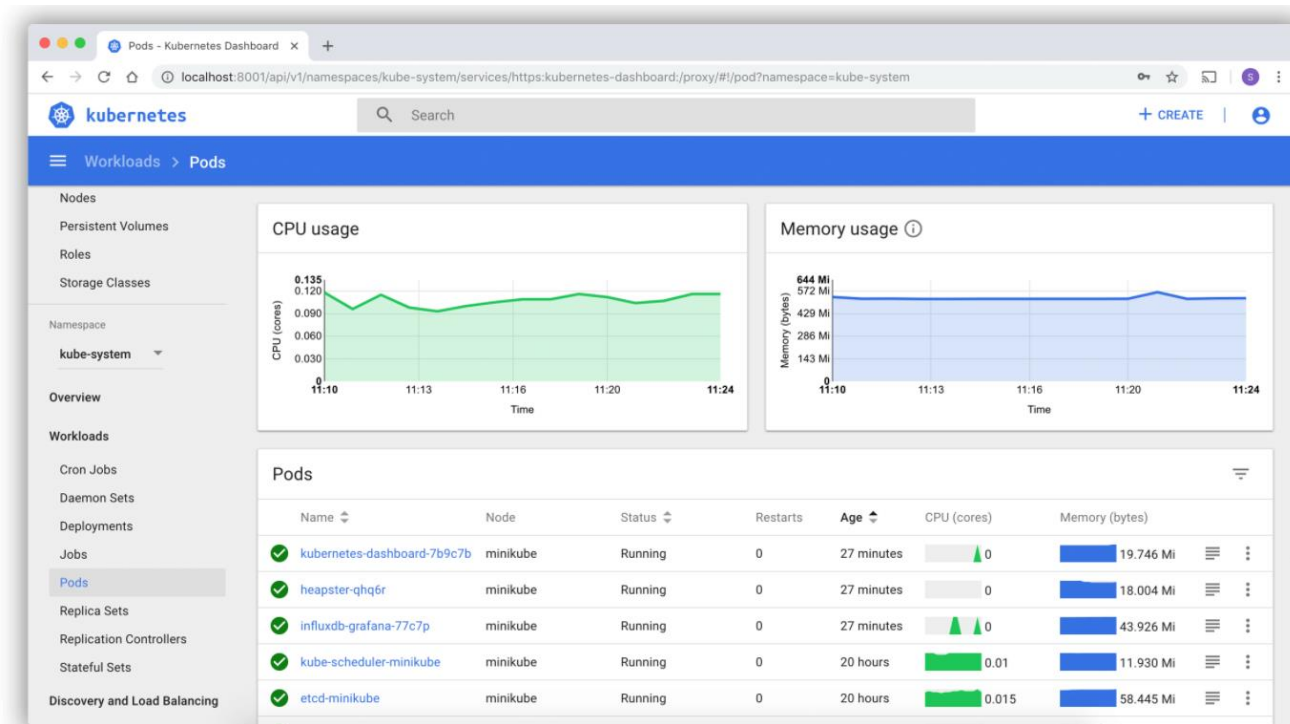 Pods - Kubernetes Dashboard
localhost:8001/api/v1/namespaces/kube-system/services/https:kubernetes-dashboard:/proxy/#!/pod?namespace=kube-system
S
kubernetes
Search
+ CREATE
Workloads > Pods
Nodes
Persistent Volumes
Roles
Storage Classes
Namespace
kube-system
Overview
Workloads
Cron Jobs
Daemon Sets
Deployments
Jobs
Pods
Replica Sets
Replication Controllers
Stateful Sets
Discovery and Load Balancing
CPU usage
CPU (cores)
0.135
0.120
0.090
0.060
0.030
0
11:10 11:13 11:16 11:20 11:24
Time
Memory usage
Memory (bytes)
644 Mi
572 Mi
429 Mi
286 Mi
143 Mi
0
11:10 11:13 11:16 11:20 11:24
Time
Pods
Name Node Status Restarts Age CPU (cores) Memory (bytes)
kubernetes-dashboard-7b9c7b minikube Running 0 27 minutes 0 19.746 Mi
heapster-qhq6r minikube Running 0 27 minutes 0 18.004 Mi
influxdb-grafana-77c7p minikube Running 0 27 minutes 0 43.926 Mi
kube-scheduler-minikube minikube Running 0 20 hours 0.01 11.930 Mi
etcd-minikube minikube Running 0 20 hours 0.015 58.445 Mi